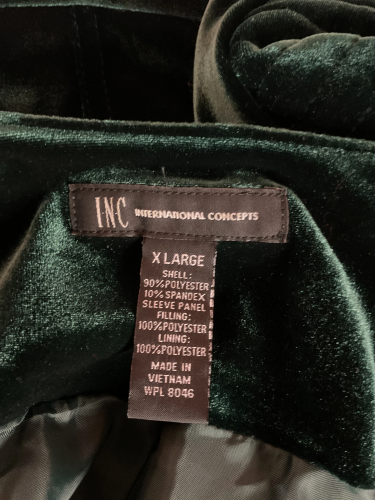 I·N·C INTERNATIONAL CONCEPTS
X LARGE
SHELL:
90%POLYESTER
10% SPANDEX
SLEEVE PANEL
FILLING:
100%POLYESTER
LINING:
100%POLYESTER
MADE IN
VIETNAM
WPL 8046